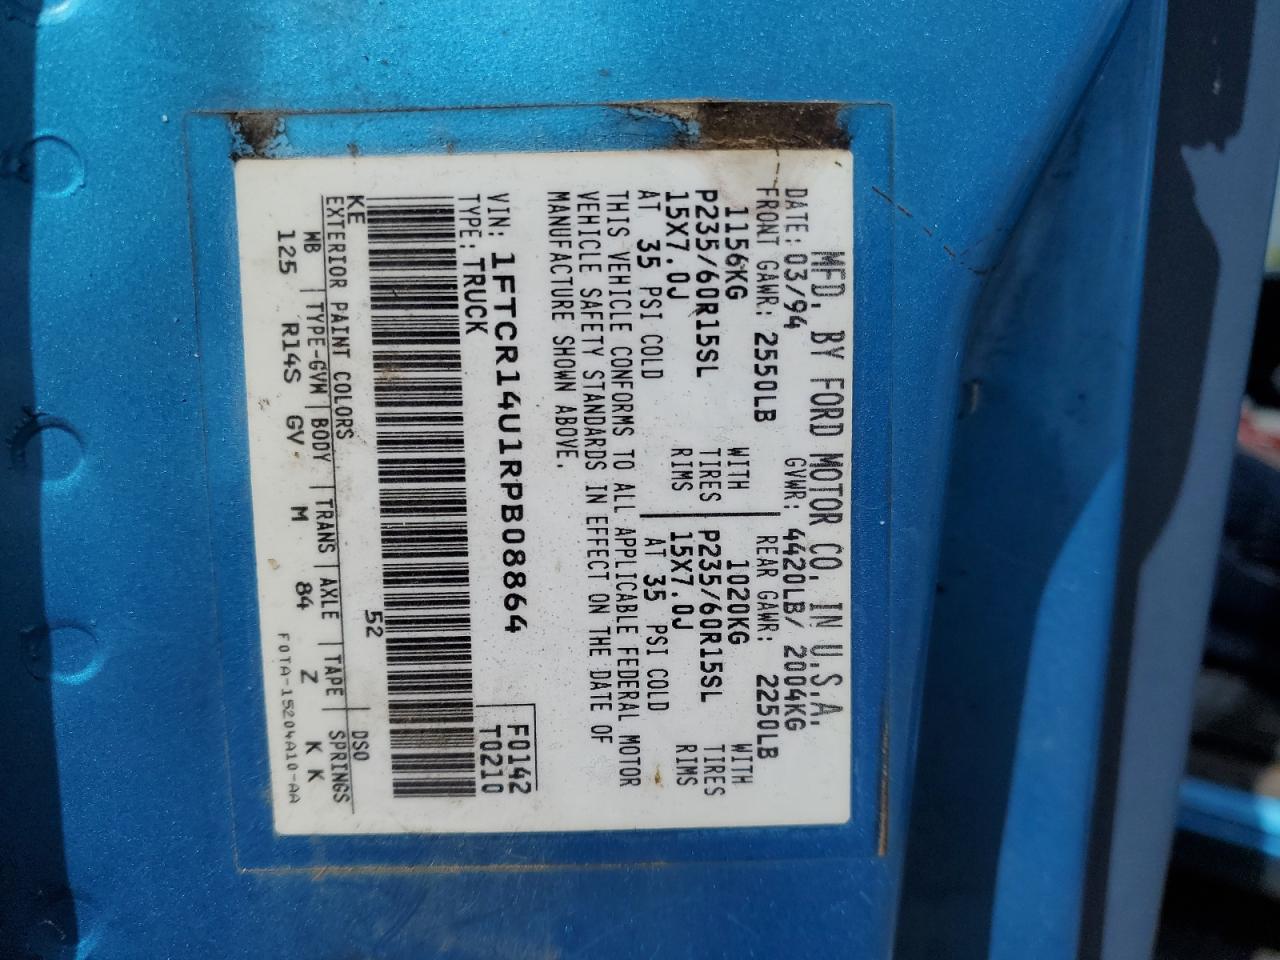 MFD. BY FORD MOTOR CO. IN U.S.A.
DATE: 03/94 GVWR: 4420LB/ 2004KG
FRONT GAWR: 2550LB REAR GAWR: 2250LB
1156KG WITH 1020KG WITH
P235/60R15SL TIRES P235/60R15SL TIRES
15X7.0J RIMS 15X7.0J RIMS
AT 35 PSI COLD AT 35 PSI COLD
THIS VEHICLE CONFORMS TO ALL APPLICABLE FEDERAL MOTOR
VEHICLE SAFETY STANDARDS IN EFFECT ON THE DATE OF
MANUFACTURE SHOWN ABOVE.
VIN: 1FTCR14U1RPB08864 F0142
TYPE: TRUCK T0210
KE 52
EXTERIOR PAINT COLORS DSO
WB | TYPE-GVM | BODY | TRANS | AXLE | TAPE | SPRINGS
125 R14S GV M 84 Z K K
F0TA-15204A10-AA